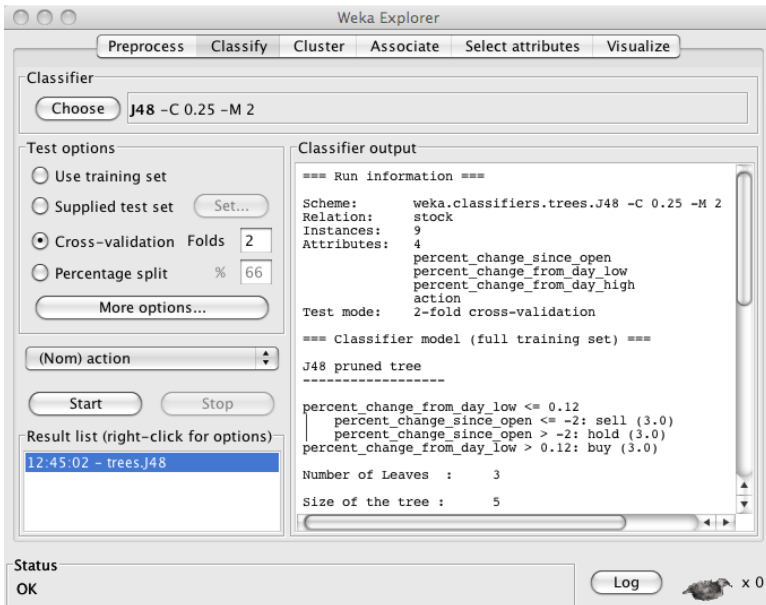 Weka Explorer
Preprocess Classify Cluster Associate Select attributes Visualize
Classifier
Choose J48 -C 0.25 -M 2
Test options
Use training set
Supplied test set Set...
Cross-validation Folds 2
Percentage split % 66
More options...
(Nom) action
Start Stop
Result list (right-click for options)
12:45:02 - trees.J48
Classifier output
=== Run information ===
Scheme: weka.classifiers.trees.J48 -C 0.25 -M 2
Relation: stock
Instances: 9
Attributes: 4
percent_change_since_open
percent_change_from_day_low
percent_change_from_day_high
action
Test mode: 2-fold cross-validation
=== Classifier model (full training set) ===
J48 pruned tree
------------------
percent_change_from_day_low <= 0.12
|   percent_change_since_open <= -2: sell (3.0)
|   percent_change_since_open > -2: hold (3.0)
percent_change_from_day_low > 0.12: buy (3.0)
Number of Leaves : 3
Size of the tree : 5
Status
OK
Log x 0